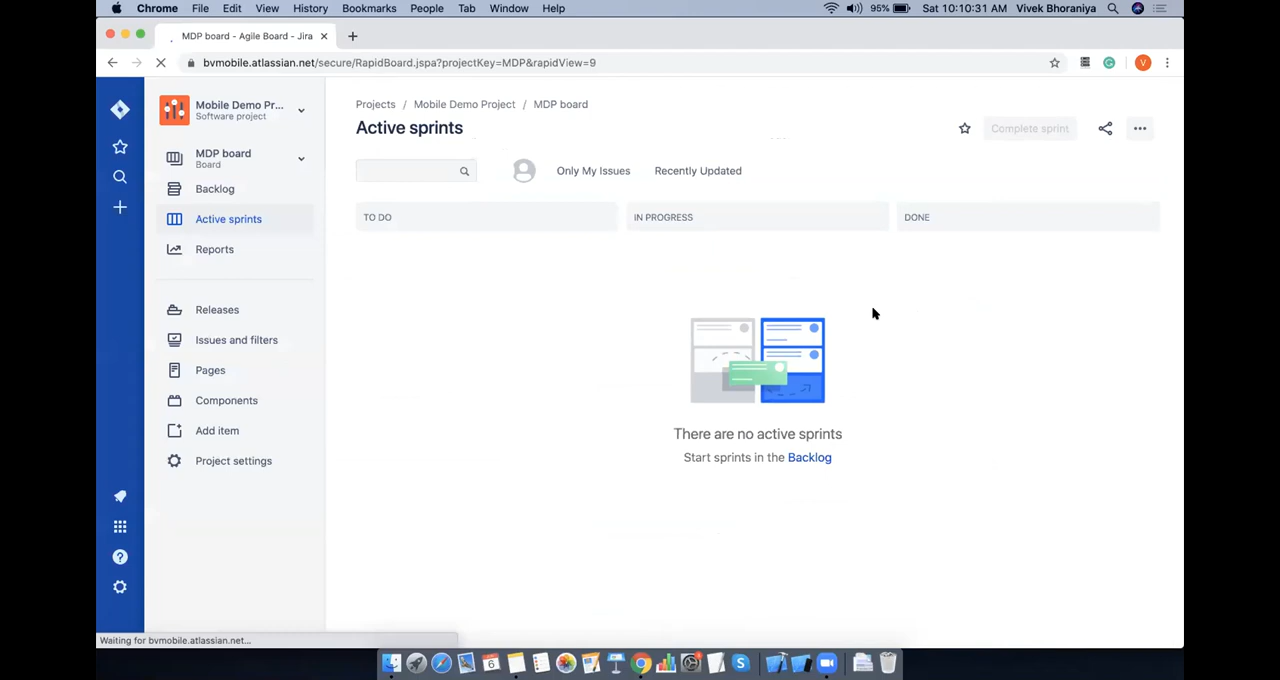 Chrome File Edit View History Bookmarks People Tab Window Help 95% Sat 10:10:31 AM Vivek Bhoraniya
MDP board - Agile Board - Jira
bvmobile.atlassian.net/secure/RapidBoard.jspa?projectKey=MDP&rapidView=9
V
Mobile Demo Pr...
Software project
MDP board
Board
Backlog
Active sprints
Reports
Releases
Issues and filters
Pages
Components
Add item
Project settings
Projects / Mobile Demo Project / MDP board
Active sprints
Complete sprint
Only My Issues Recently Updated
TO DO IN PROGRESS DONE
There are no active sprints
Start sprints in the Backlog
Waiting for bvmobile.atlassian.net...
6